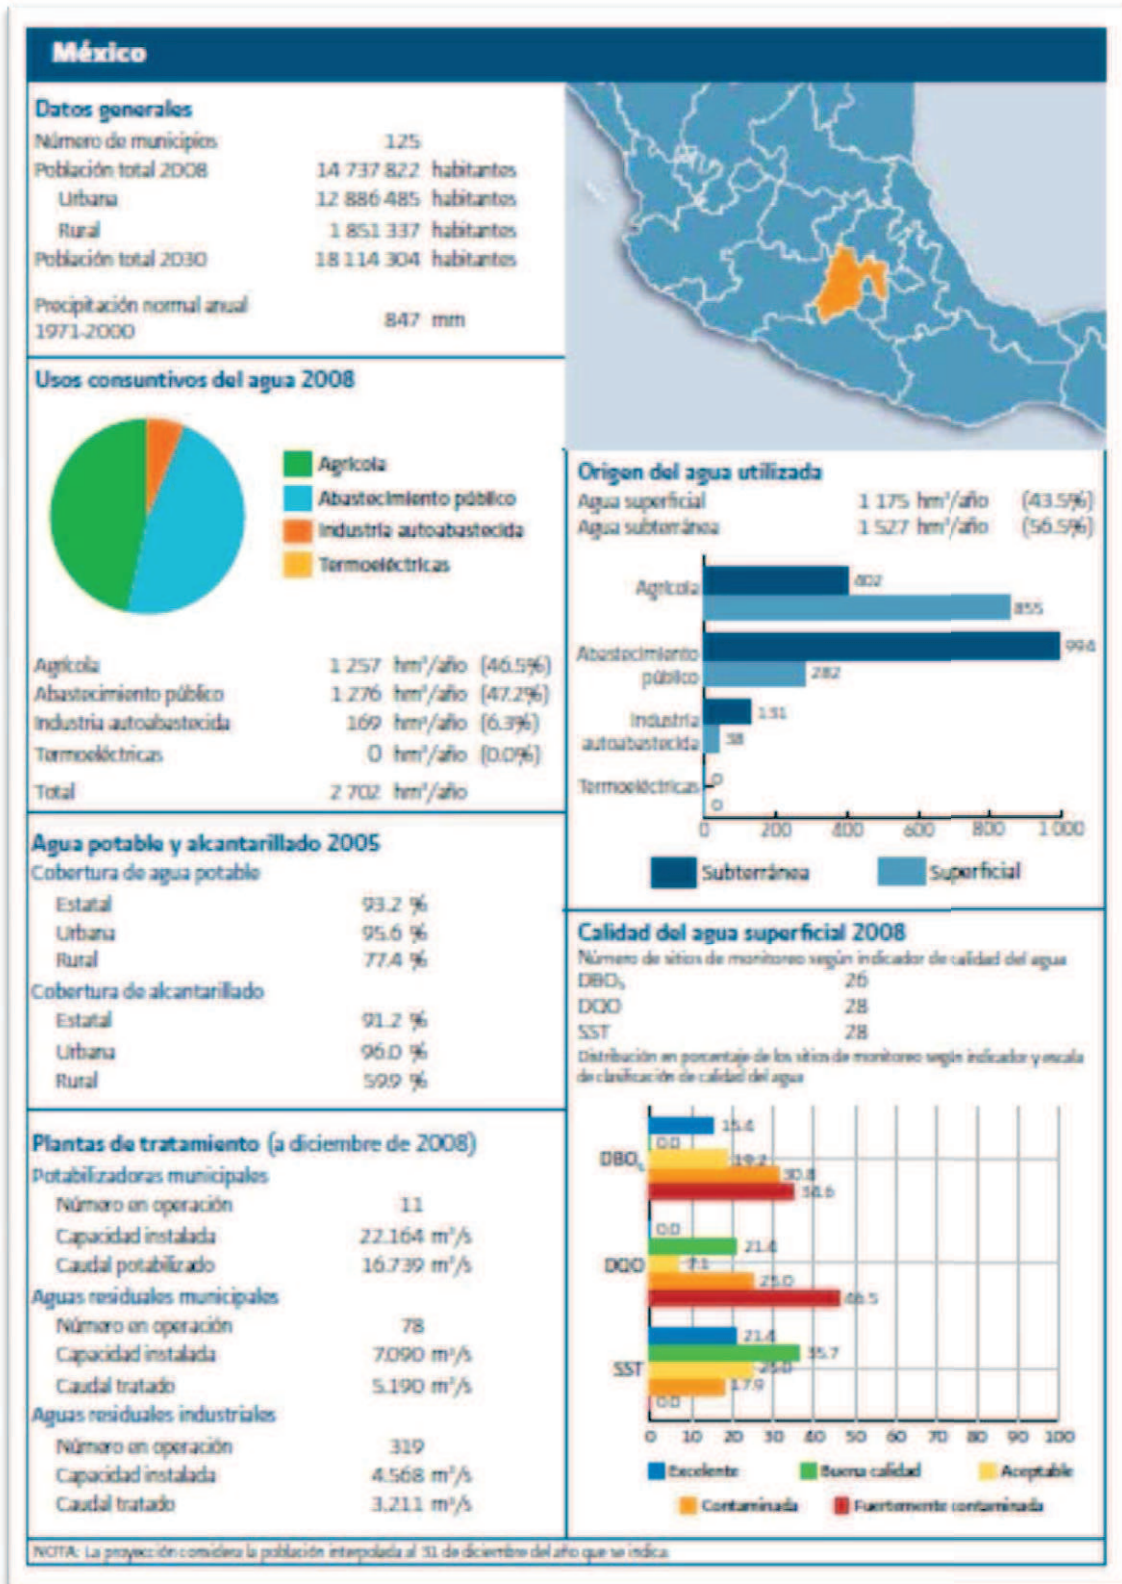 México
Datos generales
Número de municipios 125
Población total 2008 14 737 822 habitantes
Urbana 12 886 485 habitantes
Rural 1 851 337 habitantes
Población total 2030 18 114 304 habitantes
Precipitación normal anual
1971-2000 847 mm
Usos consuntivos del agua 2008
Agrícola
Abastecimiento público
Industria autoabastecida
Termoeléctricas
Agrícola 1 257 hm³/año (46.5%)
Abastecimiento público 1 276 hm³/año (47.2%)
Industria autoabastecida 169 hm³/año (6.3%)
Termoeléctricas 0 hm³/año (0.0%)
Total 2 702 hm³/año
Agua potable y alcantarillado 2005
Cobertura de agua potable
Estatal 93.2 %
Urbana 95.6 %
Rural 77.4 %
Cobertura de alcantarillado
Estatal 91.2 %
Urbana 96.0 %
Rural 59.9 %
Plantas de tratamiento (a diciembre de 2008)
Potabilizadoras municipales
Número en operación 11
Capacidad instalada 22.164 m³/s
Caudal potabilizado 16.739 m³/s
Aguas residuales municipales
Número en operación 78
Capacidad instalada 7.090 m³/s
Caudal tratado 5.190 m³/s
Aguas residuales industriales
Número en operación 319
Capacidad instalada 4.568 m³/s
Caudal tratado 3.211 m³/s
Origen del agua utilizada
Agua superficial 1 175 hm³/año (43.5%)
Agua subterránea 1 527 hm³/año (56.5%)
Agrícola 402
855
Abastecimiento 994
público 282
Industria 131
autoabastecida 38
Termoeléctricas 0
0
0 200 400 600 800 1 000
Subterránea Superficial
Calidad del agua superficial 2008
Número de sitios de monitoreo según indicador de calidad del agua
DBO₅ 26
DQO 28
SST 28
Distribución en porcentaje de los sitios de monitoreo según indicador y escala
de clasificación de calidad del agua
15.4
0.0
DBO₅ 19.2
30.8
34.6
0.0
21.4
DQO 7.1
25.0
46.5
21.4
35.7
SST 25.0
17.9
0.0
0 10 20 30 40 50 60 70 80 90 100
Excelente Buena calidad Aceptable
Contaminada Fuertemente contaminada
NOTA: La proyección considera la población interpolada al 31 de diciembre del año que se indica